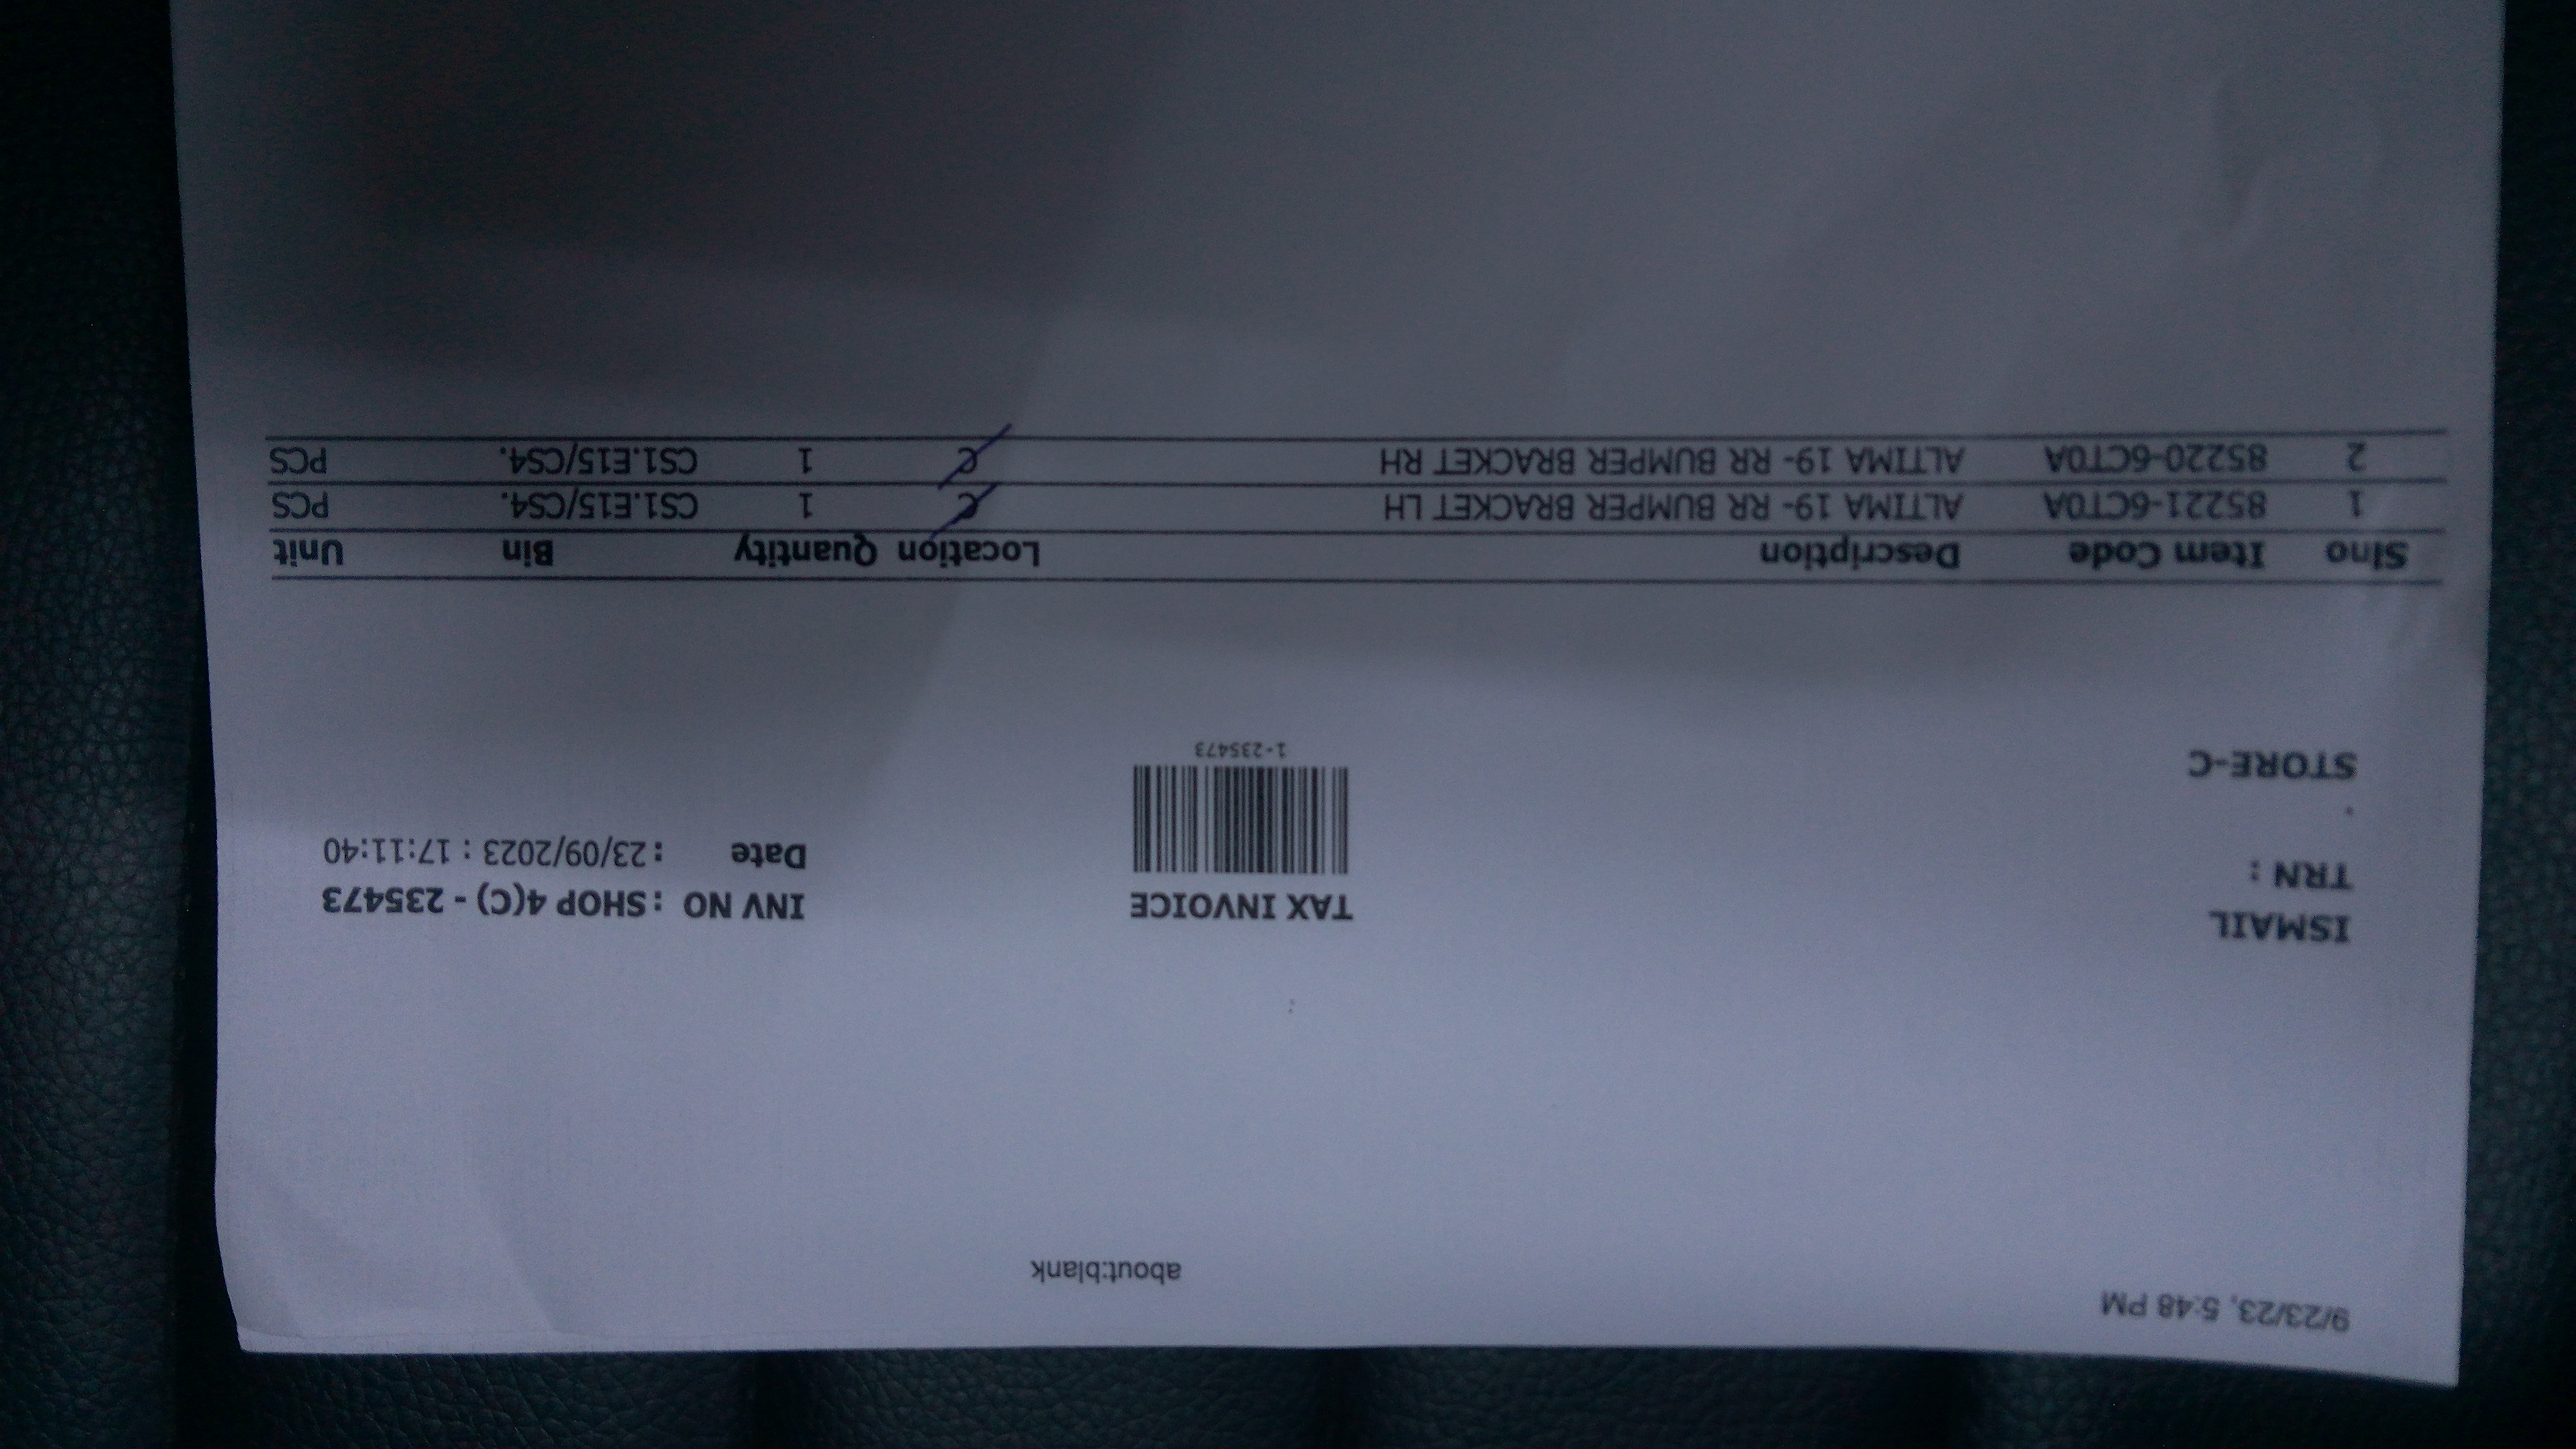 9/23/23, 5:48 PM about:blank
ISMAIL TAX INVOICE INV NO : SHOP 4(C) - 235473
TRN : Date : 23/09/2023 : 17:11:40
.
STORE-C 1-235473
Slno Item Code Description Location Quantity Bin Unit
1 85221-6CT0A ALTIMA 19- RR BUMPER BRACKET LH C 1 CS1.E15/CS4. PCS
2 85220-6CT0A ALTIMA 19- RR BUMPER BRACKET RH C 1 CS1.E15/CS4. PCS